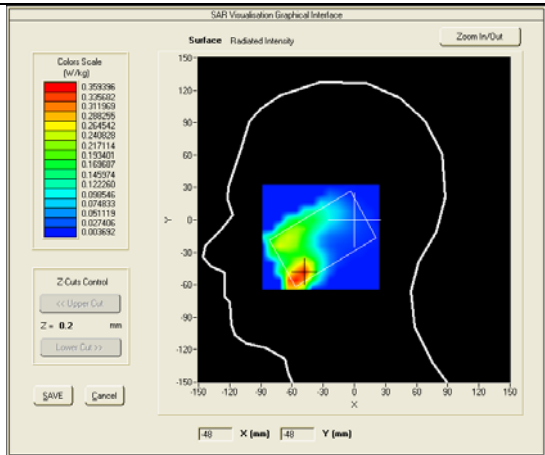 SAR Visualisation Graphical Interface
Surface Radiated Intensity
Zoom In/Out
Colors Scale
(W/kg)
0.359396
0.335682
0.311969
0.288255
0.264542
0.240828
0.217114
0.193401
0.169687
0.145974
0.122260
0.098546
0.074833
0.051119
0.027406
0.003692
150
120
90
60
30
0
-30
-60
-90
-120
-150
Y
-150 -120 -90 -60 -30 0 30 60 90 120 150
X
Z Cuts Control
<< Upper Cut
Z = 0.2 mm
Lower Cut >>
SAVE Cancel
-48 X (mm) -48 Y (mm)